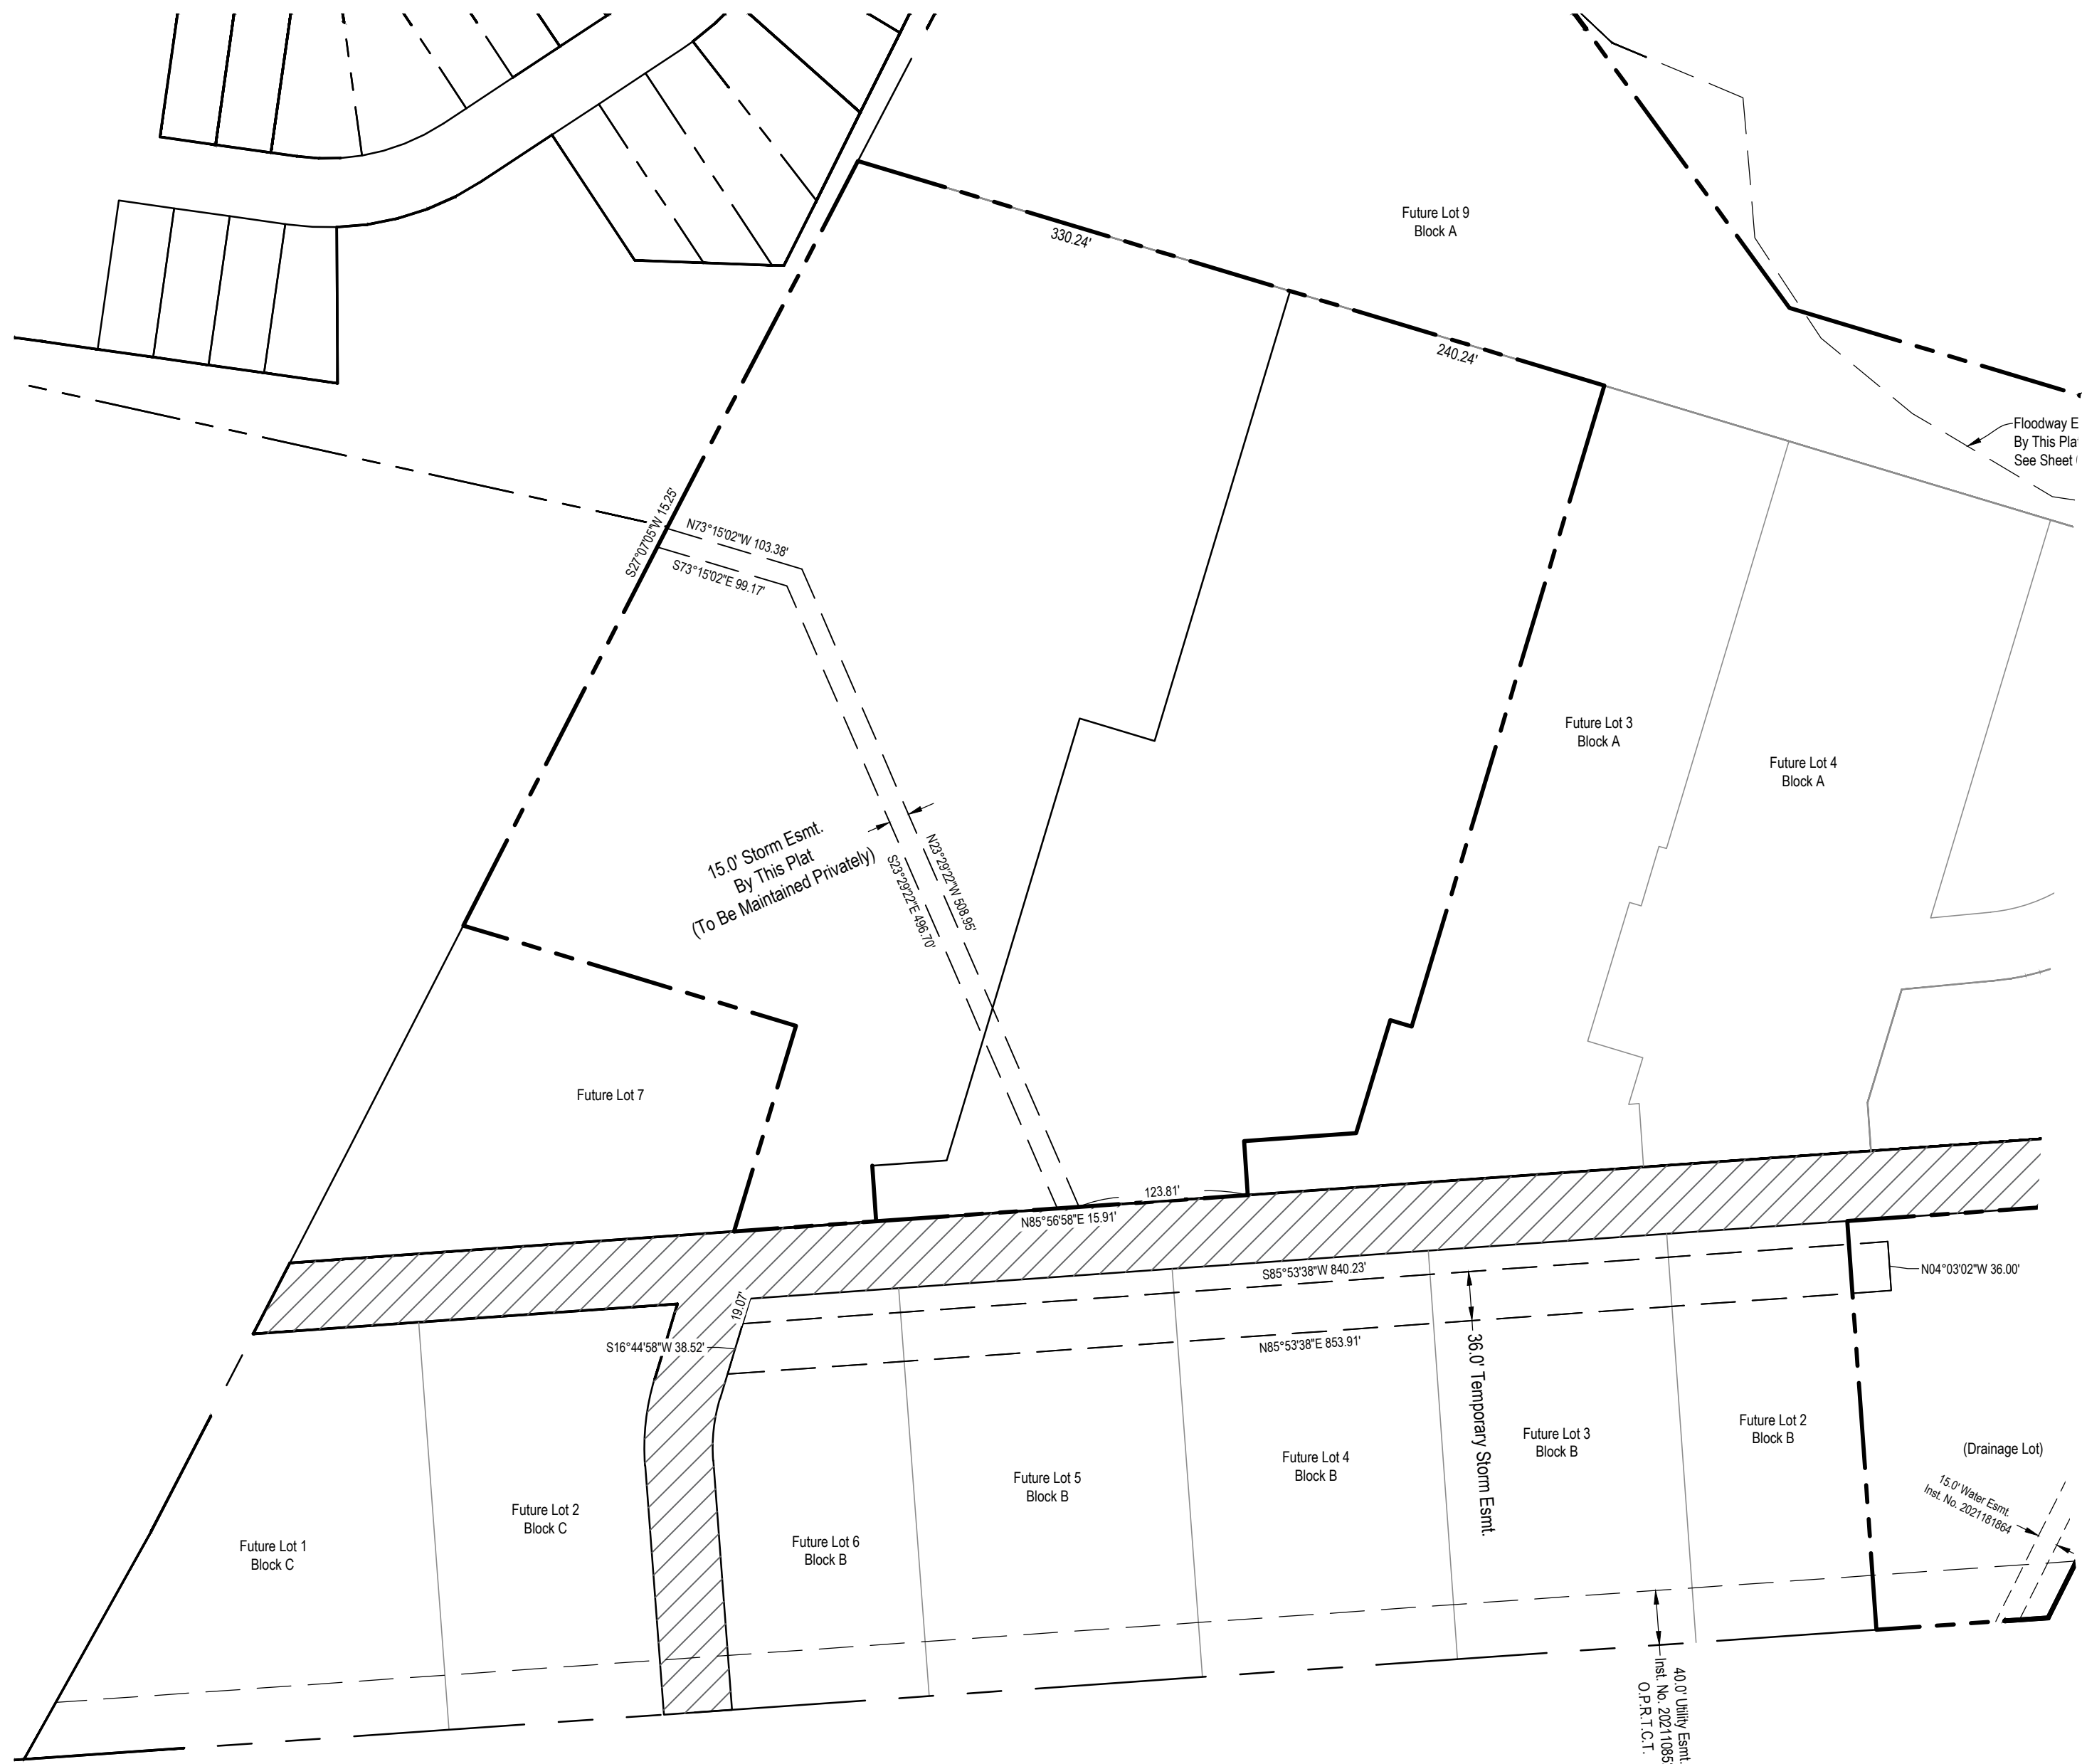 Future Lot 9
Block A
330.24'
240.24'
Floodway E
By This Pla
See Sheet
S27°07'05"W 15.25'
N73°15'02"W 103.38'
S73°15'02"E 99.17'
Future Lot 3
Block A
Future Lot 4
Block A
15.0' Storm Esmt.
By This Plat
(To Be Maintained Privately)
N23°29'22"W 508.95'
S23°29'22"E 496.70'
Future Lot 7
123.81'
N85°56'58"E 15.91'
S85°53'38"W 840.23'
N04°03'02"W 36.00'
19.07'
S16°44'58"W 38.52'
N85°53'38"E 853.91'
36.0' Temporary Storm Esmt.
Future Lot 2
Block B
Future Lot 3
Block B
(Drainage Lot)
Future Lot 4
Block B
Future Lot 5
Block B
15.0' Water Esmt.
Inst. No. 2021181864
Future Lot 2
Block C
Future Lot 6
Block B
Future Lot 1
Block C
40.0' Utility Esmt.
Inst. No. 20211085
O.P.R.T.C.T.